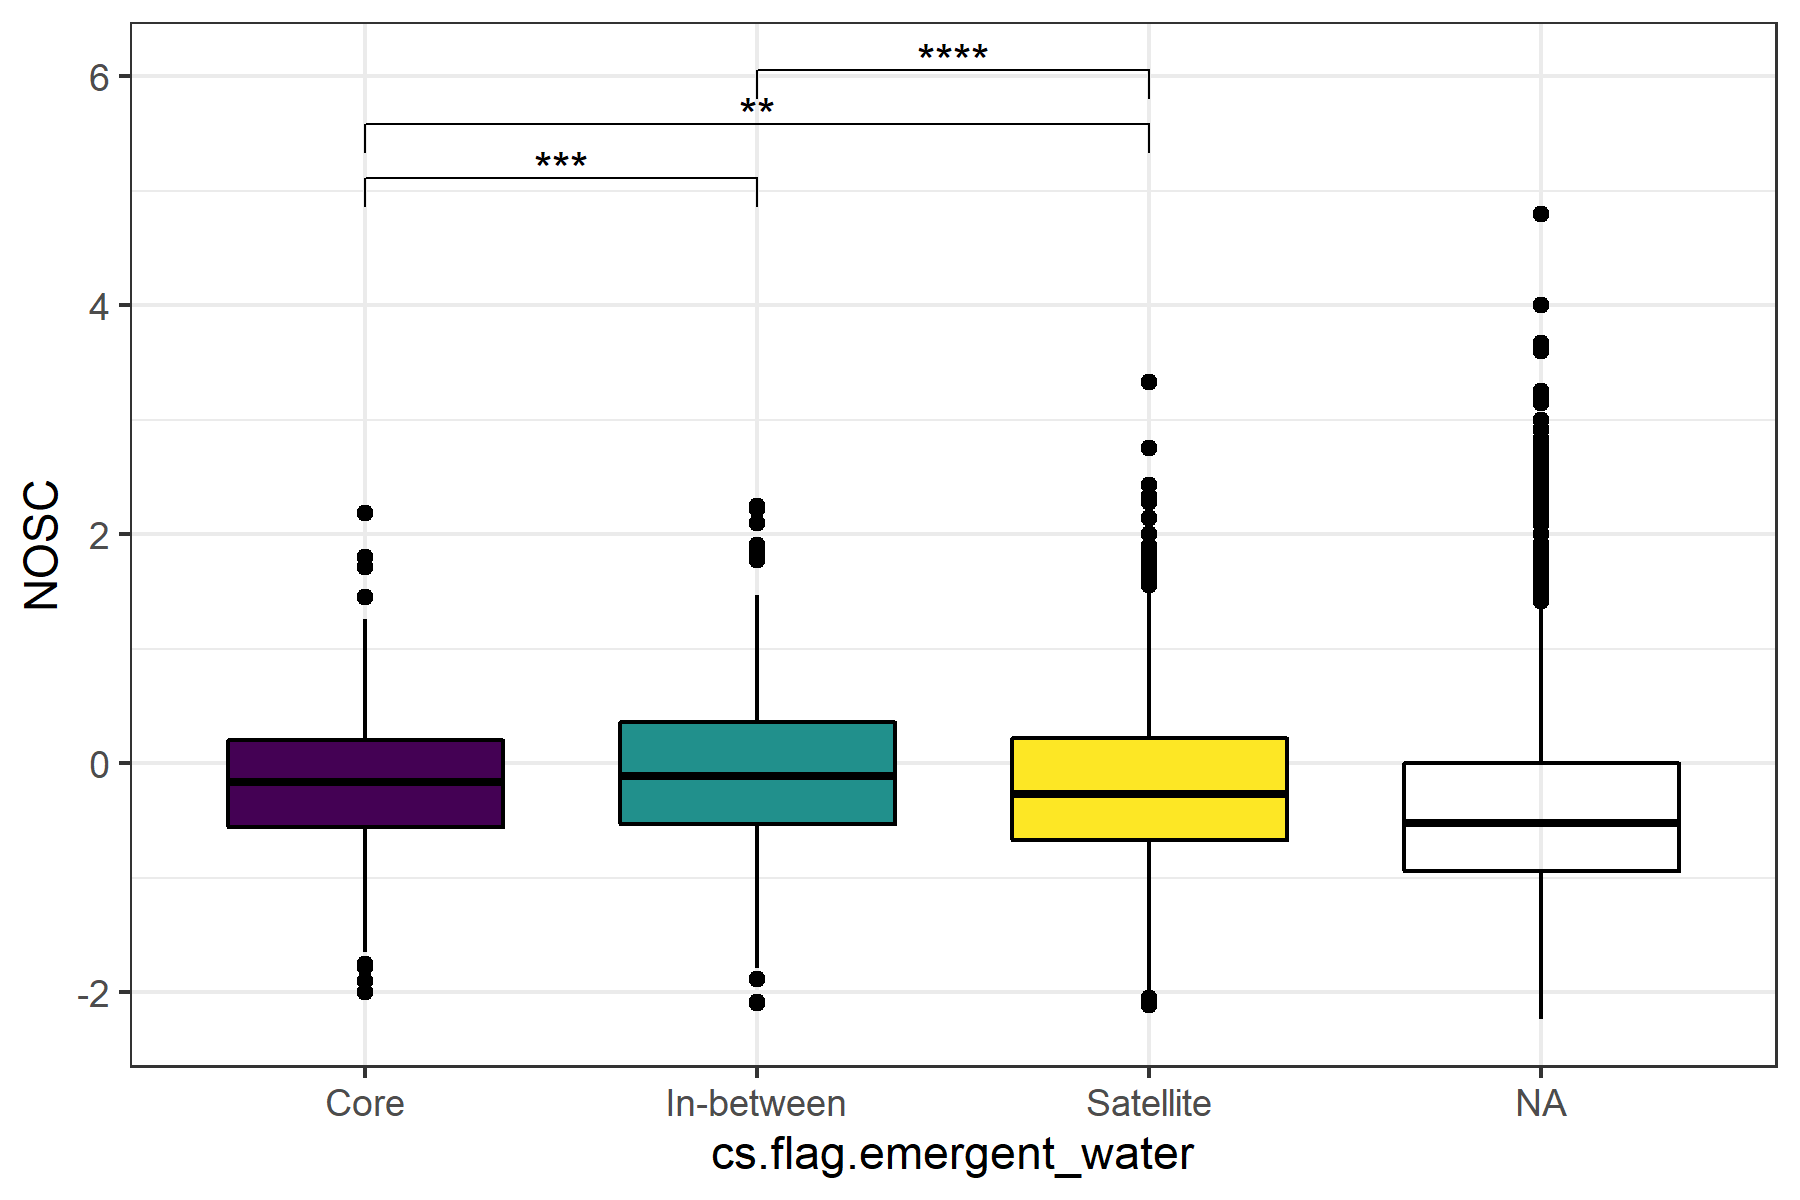 ****
**
***
6
4
2
0
-2
NOSC
Core In-between Satellite NA
cs.flag.emergent_water